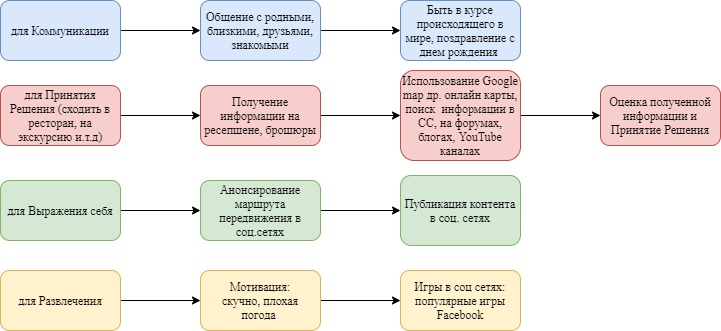 для Коммуникации
Общение с родными,
близкими, друзьями,
знакомыми
Быть в курсе
происходящего в
мире, поздравление с
днем рождения
для Принятия
Решения (сходить в
ресторан, на
экскурсию и.т.д)
Получение
информации на
ресепшене, брошюры
Использование Google
map др. онлайн карты,
поиск информации в
СС, на форумах,
блогах, YouTube
каналах
Оценка полученной
информации и
Принятие Решения
для Выражения себя
Анонсирование
маршрута
передвижения в
соц.сетях
Публикация контента
в соц. сетях
для Развлечения
Мотивация:
скучно, плохая
погода
Игры в соц сетях:
популярные игры
Facebook